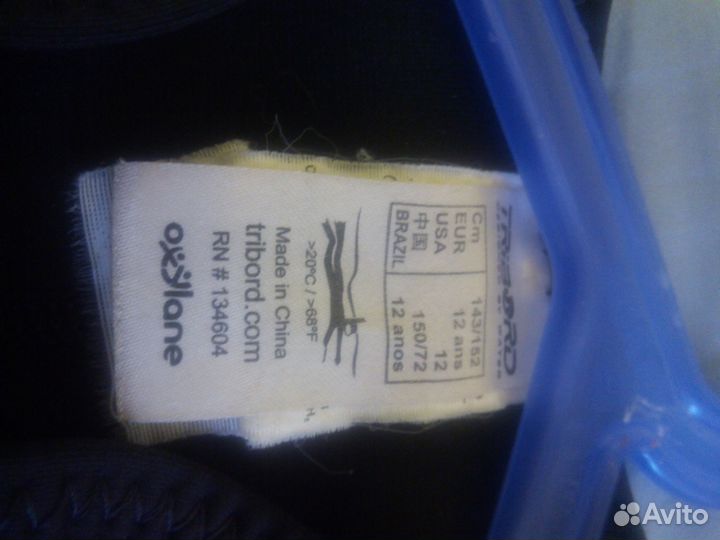 TRIBORD
Cm 143/152
EUR 12 ans
USA 12
中国 150/72
BRAZIL 12 anos
>20°C / >68°F
Made in China
tribord.com
RN # 134604
oxylane
Avito